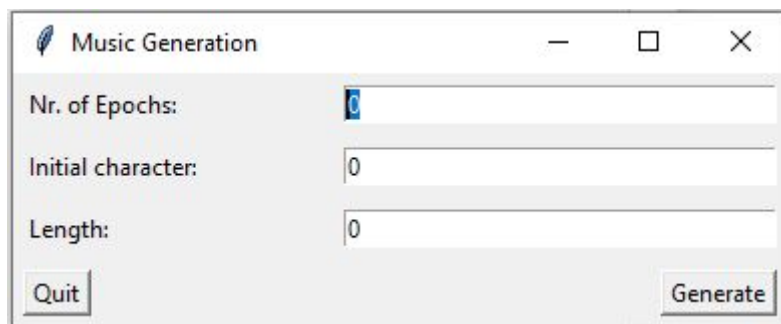 Music Generation
Nr. of Epochs: 0
Initial character: 0
Length: 0
Quit Generate